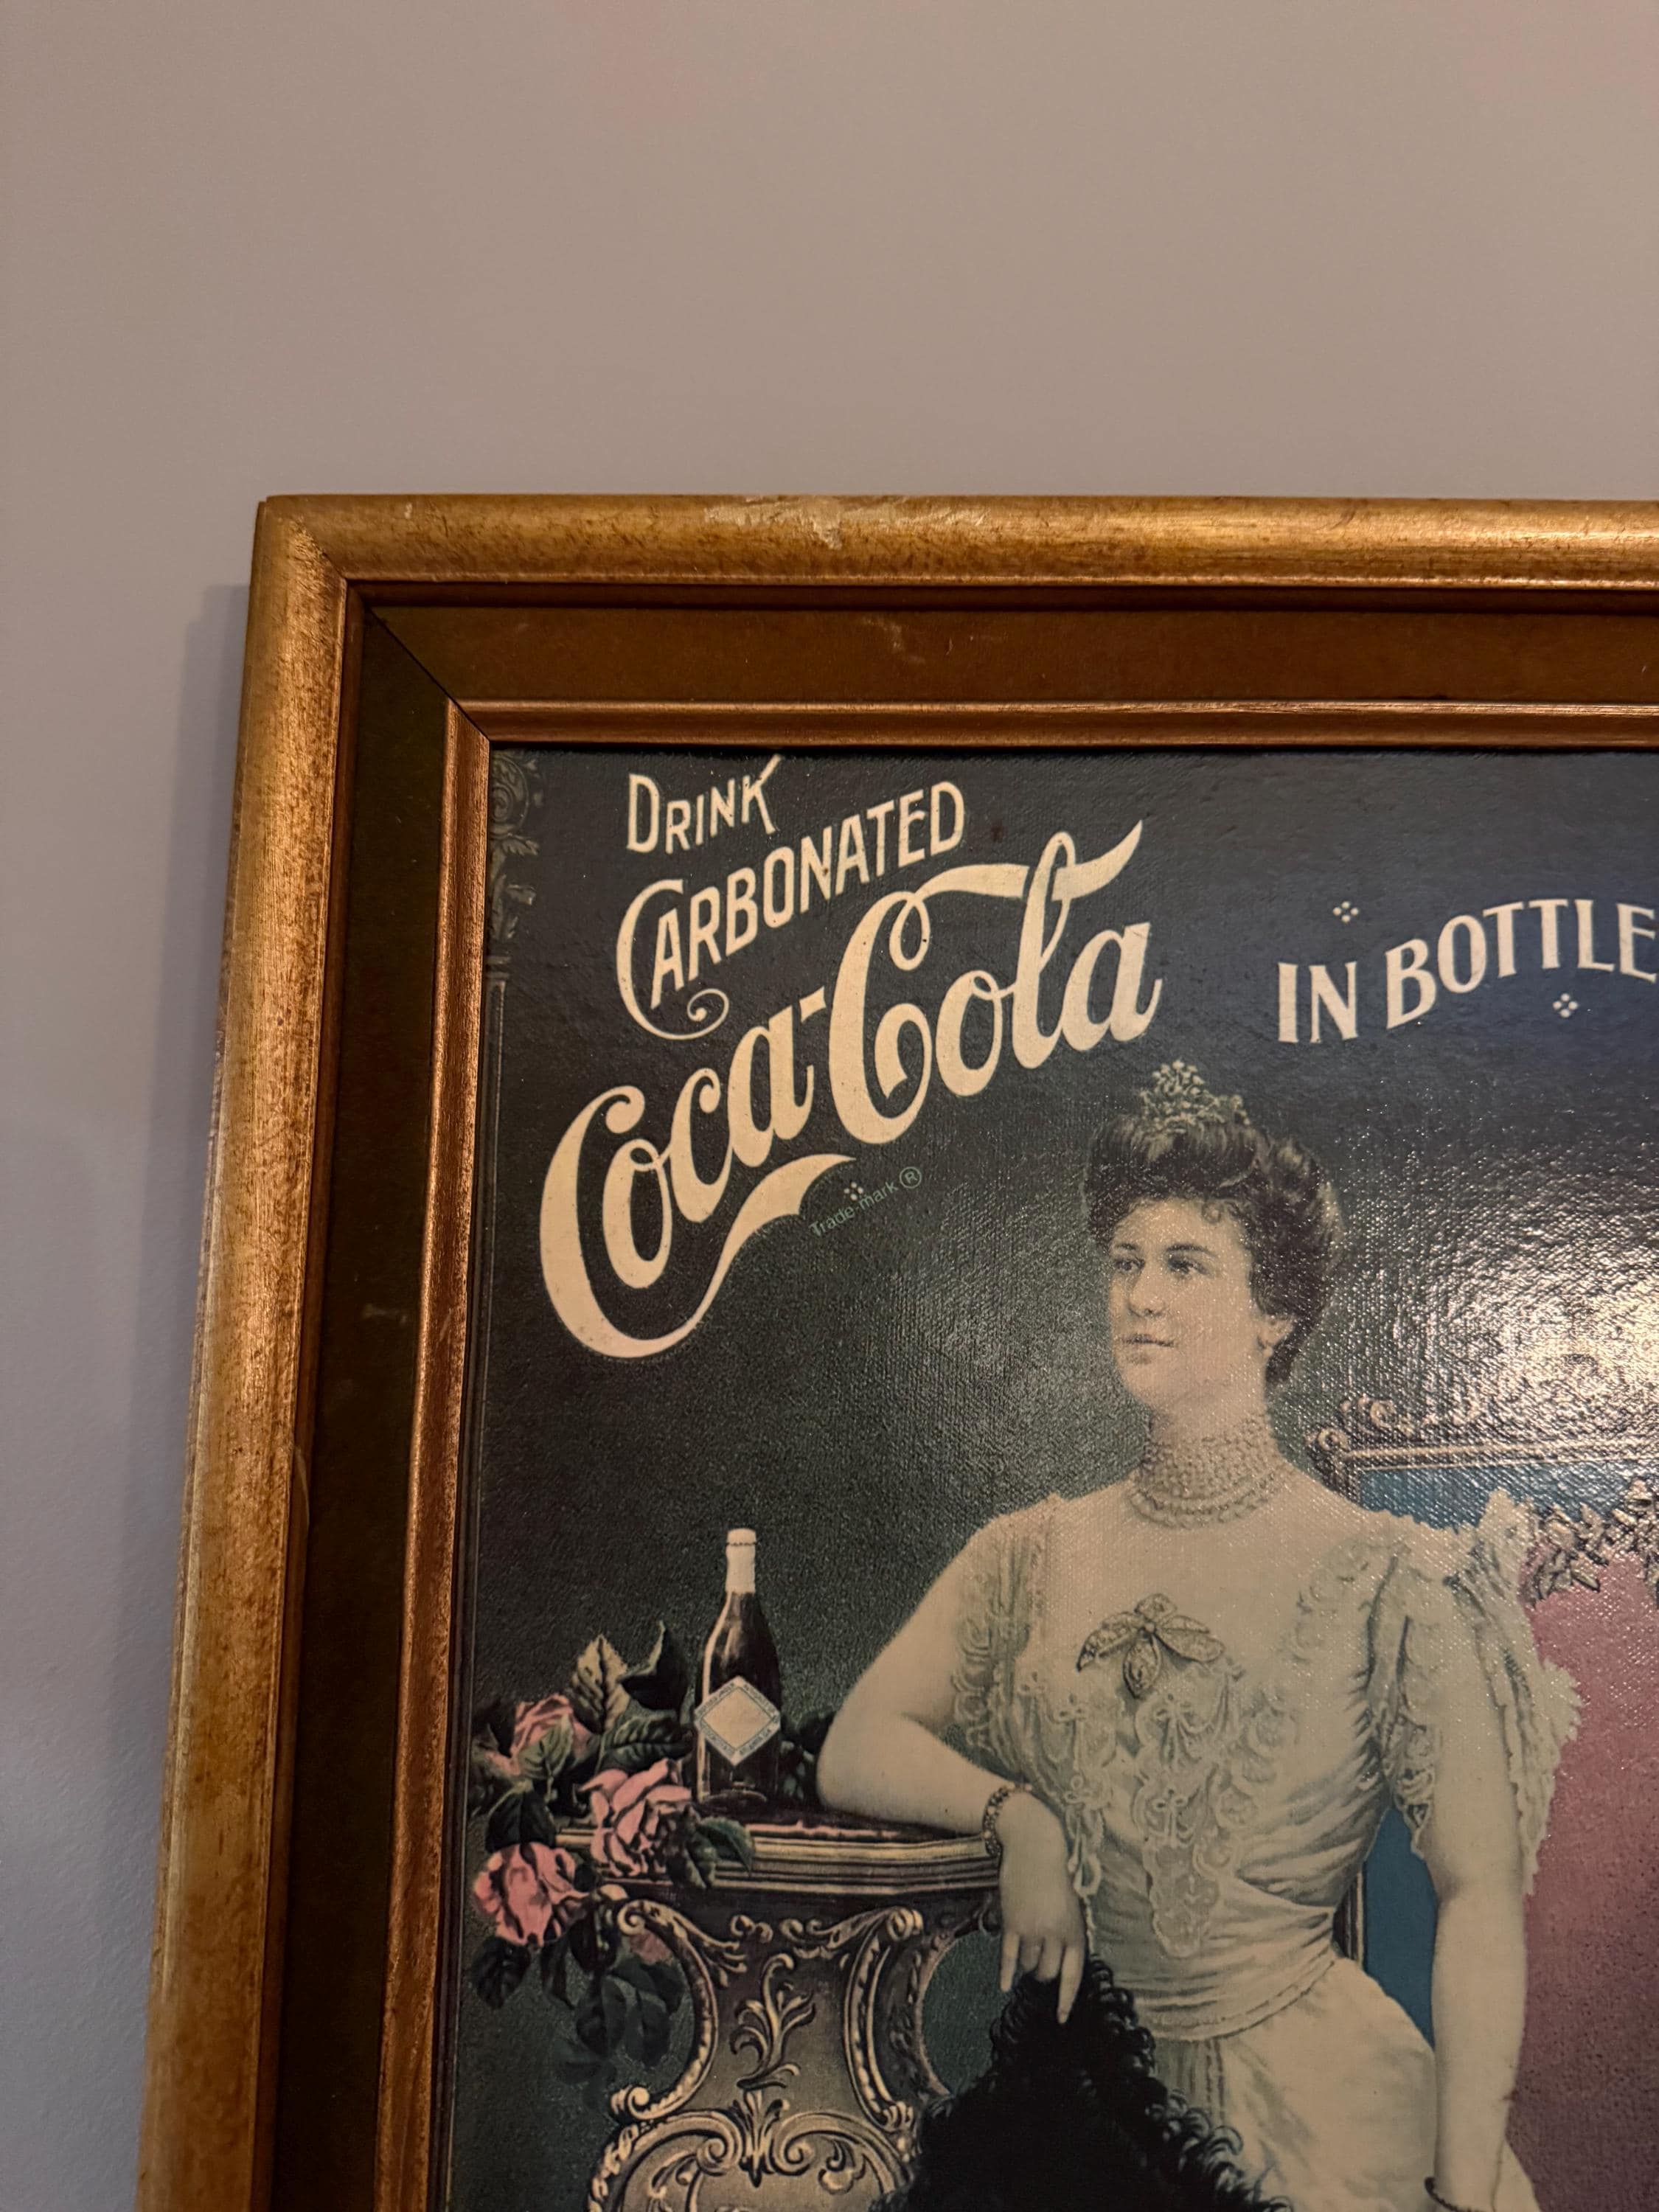 DRINK
CARBONATED
Coca-Cola
IN BOTTLE
Trade-mark ®